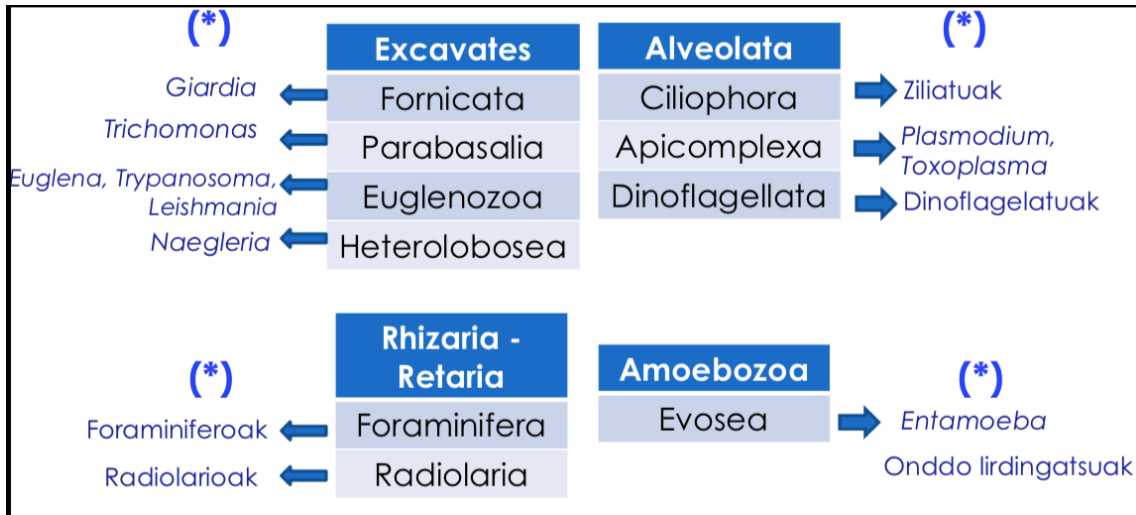 (*)
Excavates
Giardia
Fornicata
Trichomonas
Parabasalia
Euglena, Trypanosoma,
Leishmania
Euglenozoa
Naegleria
Heterolobosea
(*)
Alveolata
Ciliophora
Ziliatuak
Apicomplexa
Plasmodium,
Toxoplasma
Dinoflagellata
Dinoflagelatuak
(*)
Rhizaria -
Retaria
Foraminiferoak
Foraminifera
Radiolarioak
Radiolaria
(*)
Amoebozoa
Evosea
Entamoeba
Onddo lirdingatsuak